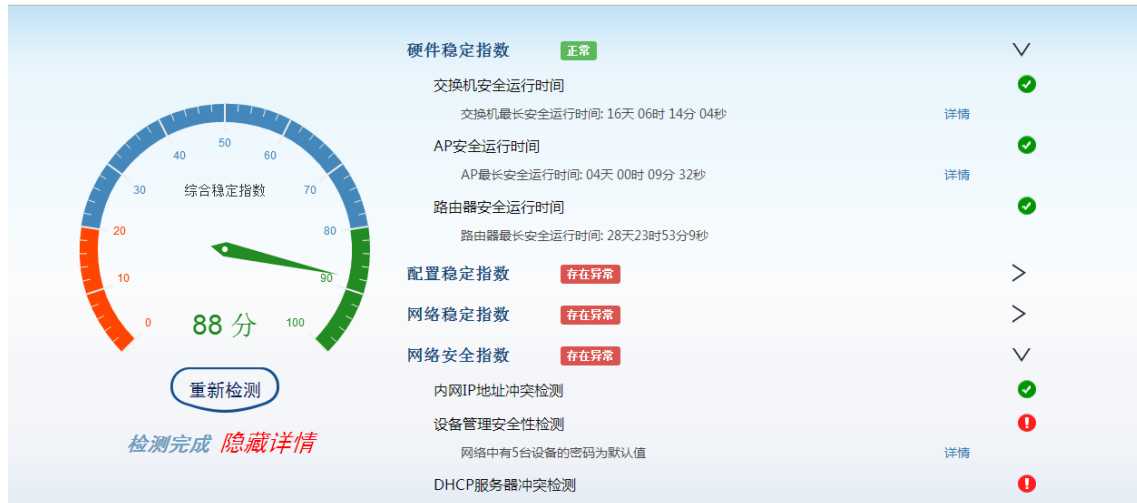 综合稳定指数
0
10
20
30
40
50
60
70
80
90
100
88 分
重新检测
检测完成 隐藏详情
硬件稳定指数 正常
交换机安全运行时间
交换机最长安全运行时间: 16天 06时 14分 04秒 详情
AP安全运行时间
AP最长安全运行时间: 04天 00时 09分 32秒 详情
路由器安全运行时间
路由器最长安全运行时间: 28天23时53分9秒
配置稳定指数 存在异常
网络稳定指数 存在异常
网络安全指数 存在异常
内网IP地址冲突检测
设备管理安全性检测
网络中有5台设备的密码为默认值 详情
DHCP服务器冲突检测